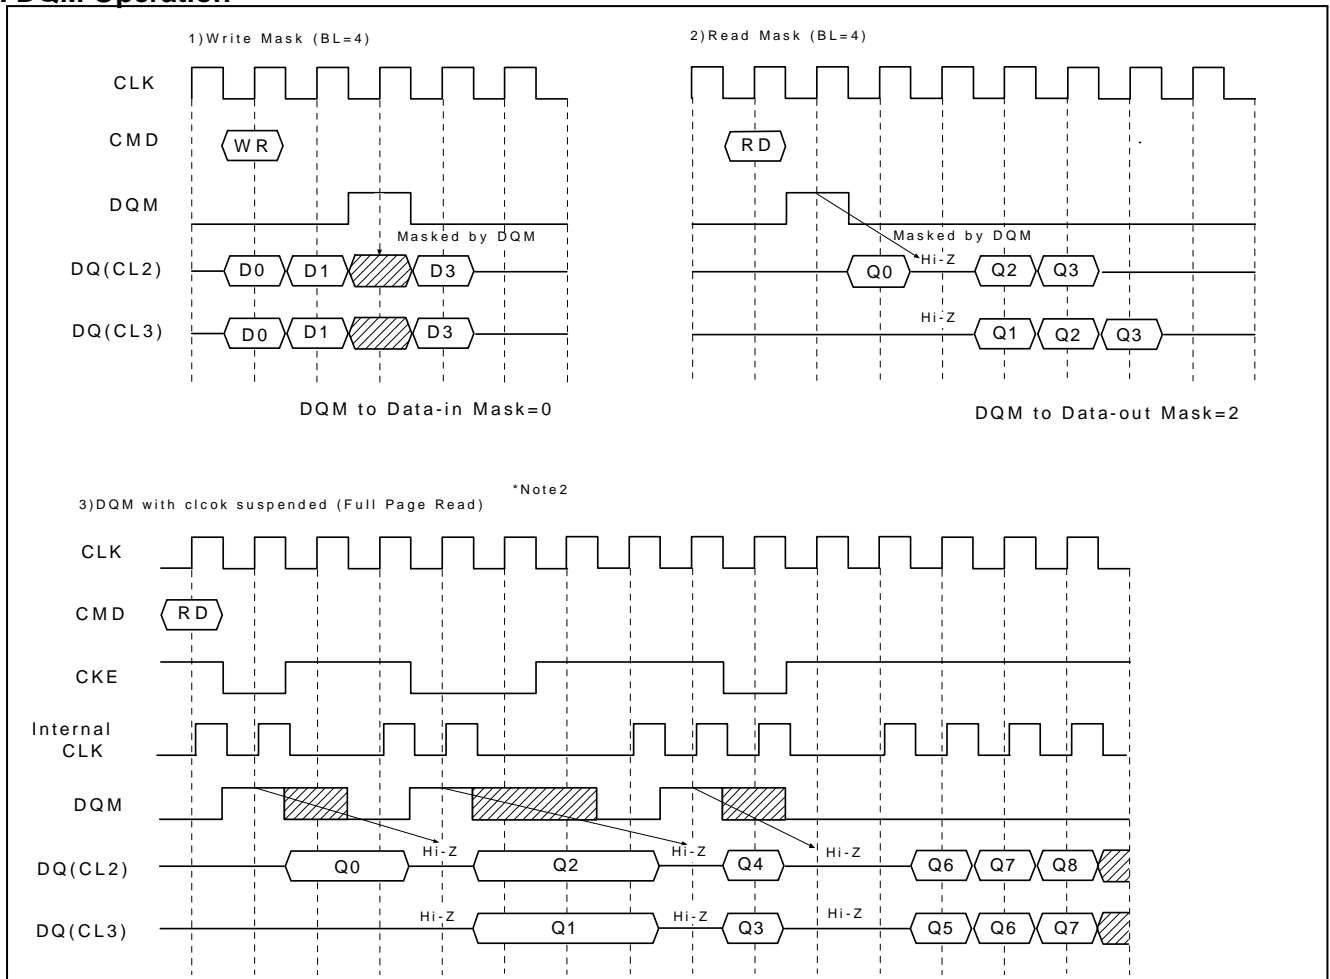 DQM Operation
1)Write Mask (BL=4)
2)Read Mask (BL=4)
CLK
CMD
WR
RD
DQM
Masked by DQM
Masked by DQM
DQ(CL2)
D0
D1
D3
Q0
Hi-Z
Q2
Q3
DQ(CL3)
D0
D1
D3
Hi-Z
Q1
Q2
Q3
DQM to Data-in Mask=0
DQM to Data-out Mask=2
3)DQM with clcok suspended (Full Page Read)
*Note2
CLK
CMD
RD
CKE
Internal
CLK
DQM
DQ(CL2)
Q0
Hi-Z
Q2
Hi-Z
Q4
Hi-Z
Q6
Q7
Q8
DQ(CL3)
Hi-Z
Q1
Hi-Z
Q3
Hi-Z
Q5
Q6
Q7